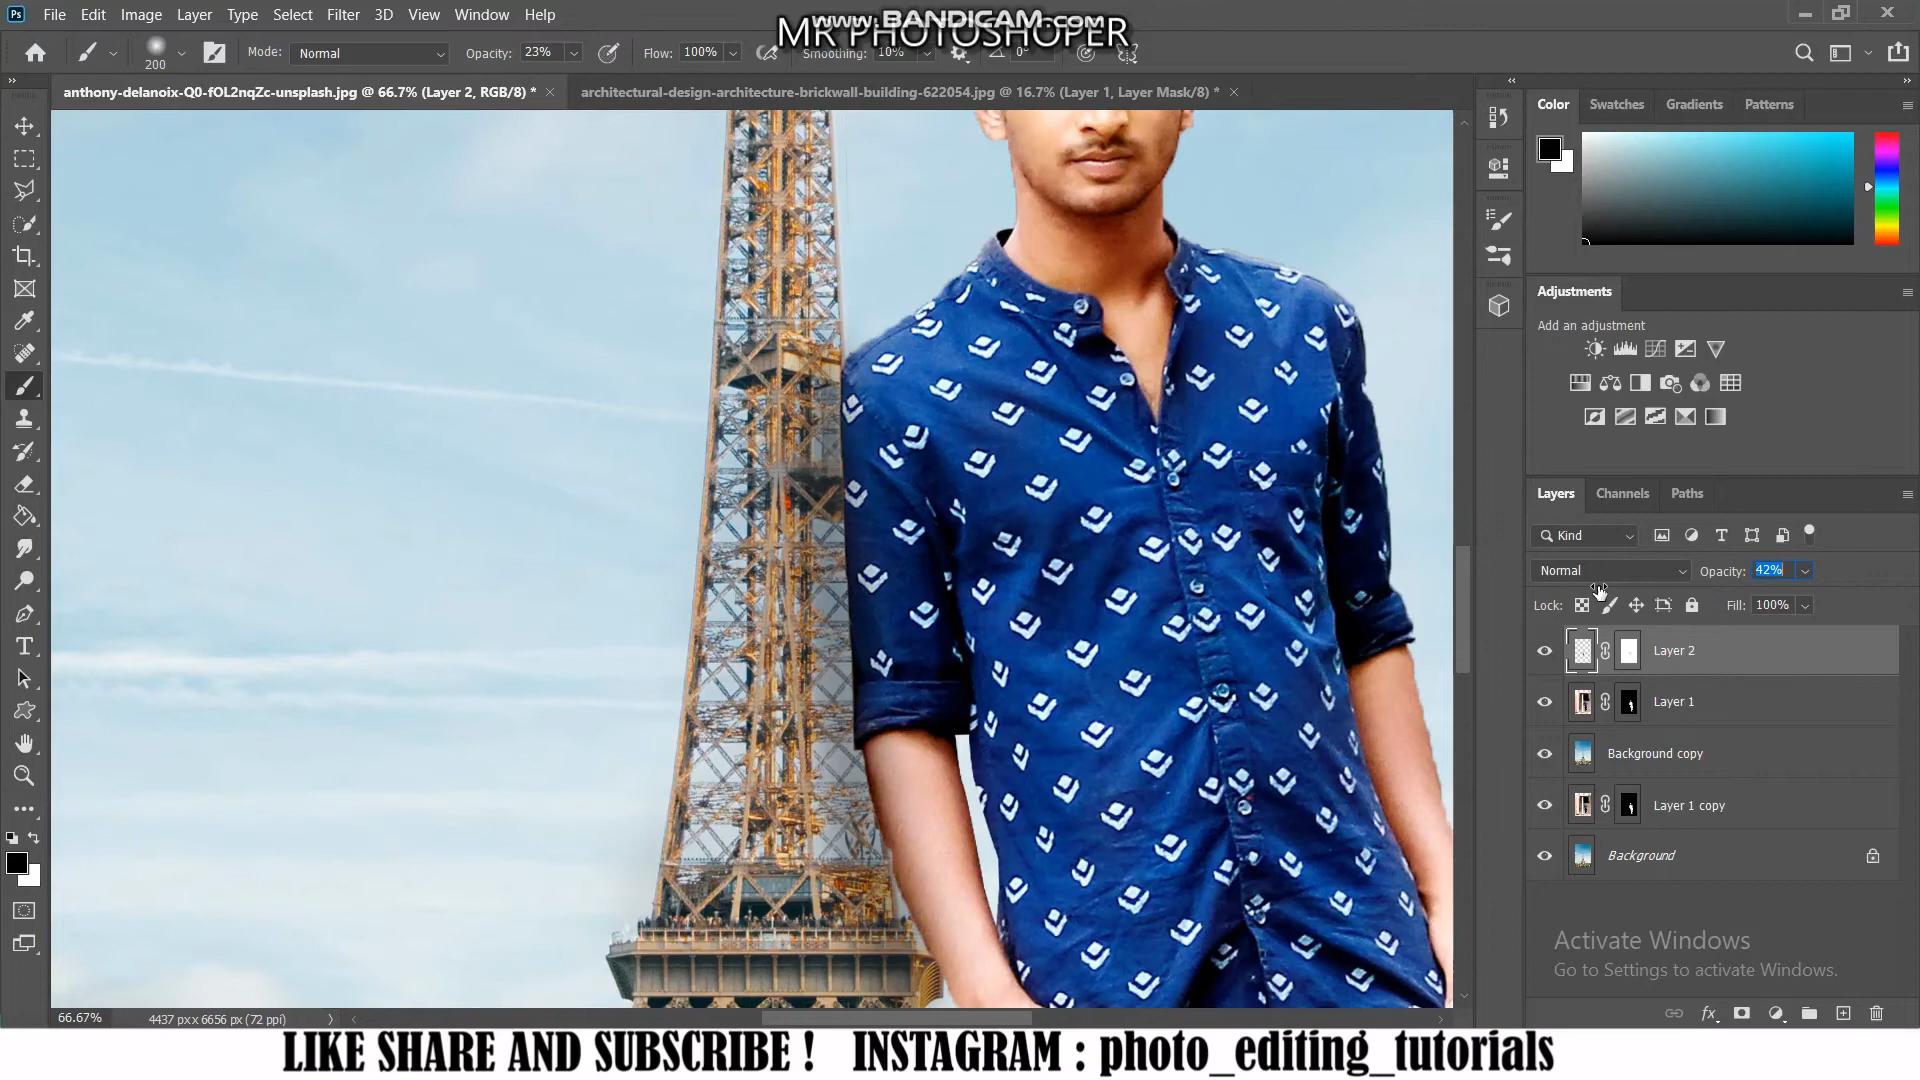 Ps File Edit Image Layer Type Select Filter 3D View Window Help
www.BANDICAM.com
MK PHOTOSHOPER
200 Mode: Normal Opacity: 23% Flow: 100% Smoothing: 10% 0°
anthony-delanoix-Q0-fOL2nqZc-unsplash.jpg @ 66.7% (Layer 2, RGB/8) *
architectural-design-architecture-brickwall-building-622054.jpg @ 16.7% (Layer 1, Layer Mask/8) *
Color Swatches Gradients Patterns
Adjustments
Add an adjustment
Layers Channels Paths
Kind
Normal Opacity: 42%
Lock: Fill: 100%
Layer 2
Layer 1
Background copy
Layer 1 copy
Background
Activate Windows
Go to Settings to activate Windows.
66.67% 4437 px x 6656 px (72 ppi)
LIKE SHARE AND SUBSCRIBE ! INSTAGRAM : photo_editing_tutorials